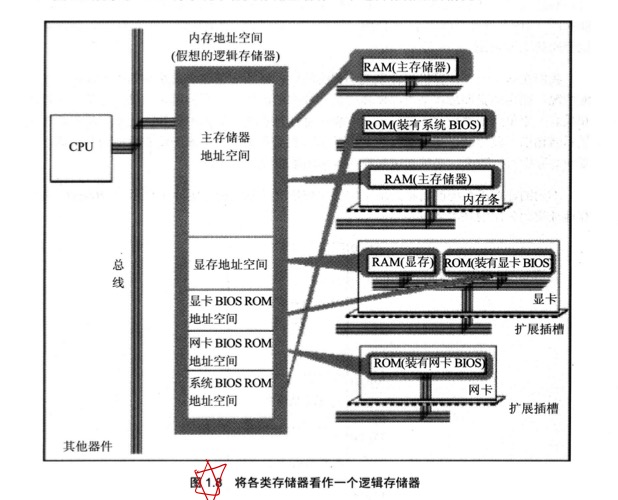 内存地址空间
(假想的逻辑存储器)
RAM(主存储器)
ROM(装有系统 BIOS)
CPU
主存储器
地址空间
RAM(主存储器)
内存条
显存地址空间
RAM(显存)
ROM(装有显卡 BIOS)
显卡
扩展插槽
总
线
显卡 BIOS ROM
地址空间
网卡 BIOS ROM
地址空间
系统 BIOS ROM
地址空间
ROM(装有网卡 BIOS)
网卡
扩展插槽
其他器件
图 1.8 将各类存储器看作一个逻辑存储器